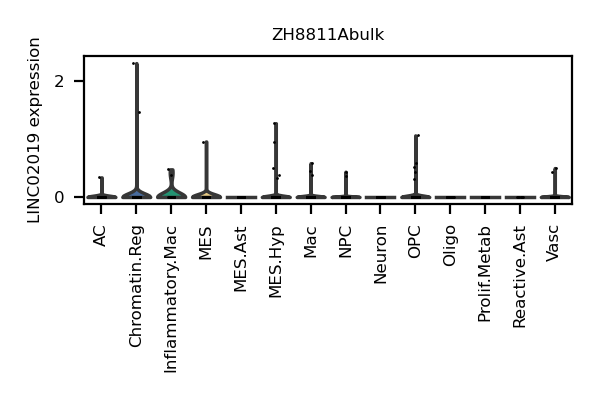 ZH8811Abulk
LINC02019 expression
2
0
AC
Chromatin.Reg
Inflammatory.Mac
MES
MES.Ast
MES.Hyp
Mac
NPC
Neuron
OPC
Oligo
Prolif.Metab
Reactive.Ast
Vasc